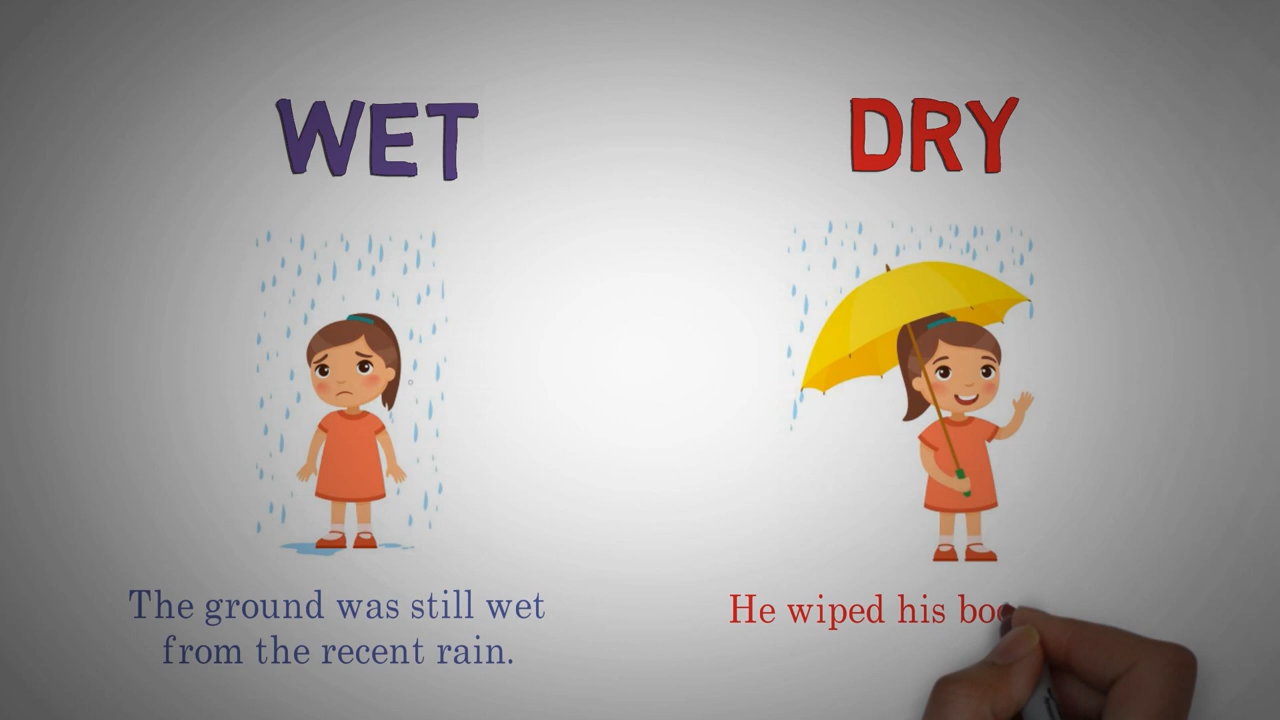 WET
DRY
The ground was still wet
from the recent rain.
He wiped his